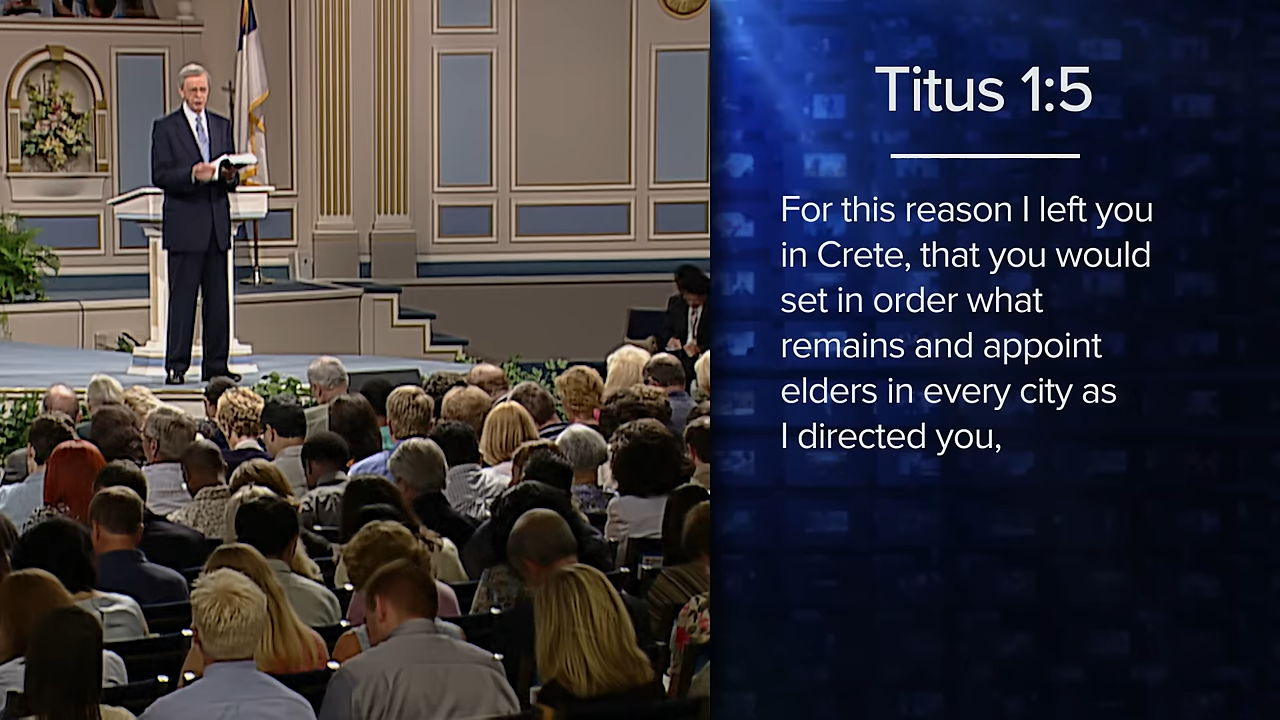 Titus 1:5
For this reason I left you
in Crete, that you would
set in order what
remains and appoint
elders in every city as
I directed you,